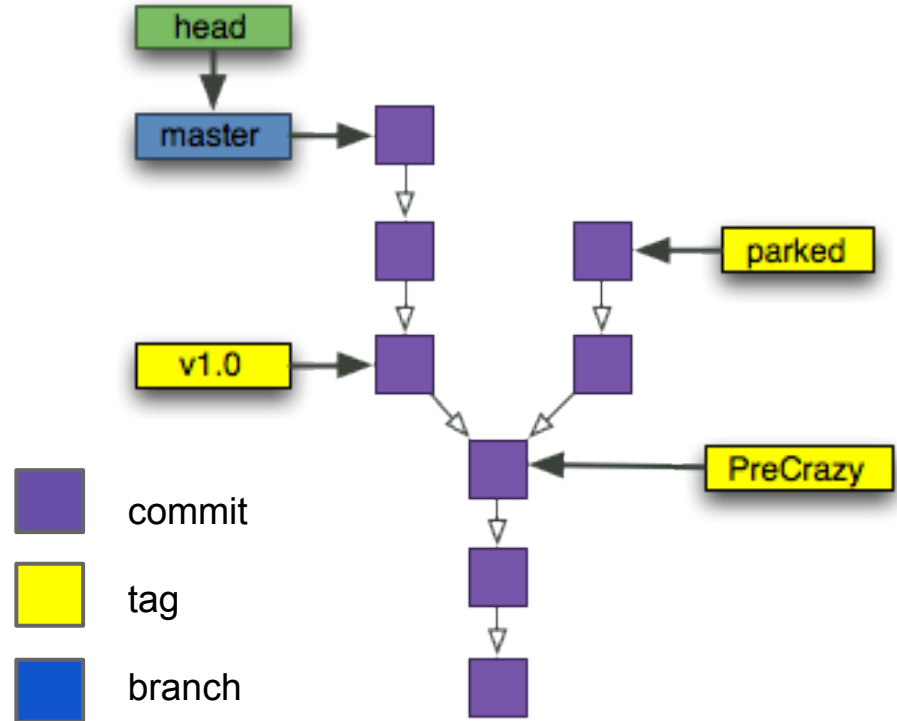 head
master
parked
v1.0
PreCrazy
commit
tag
branch